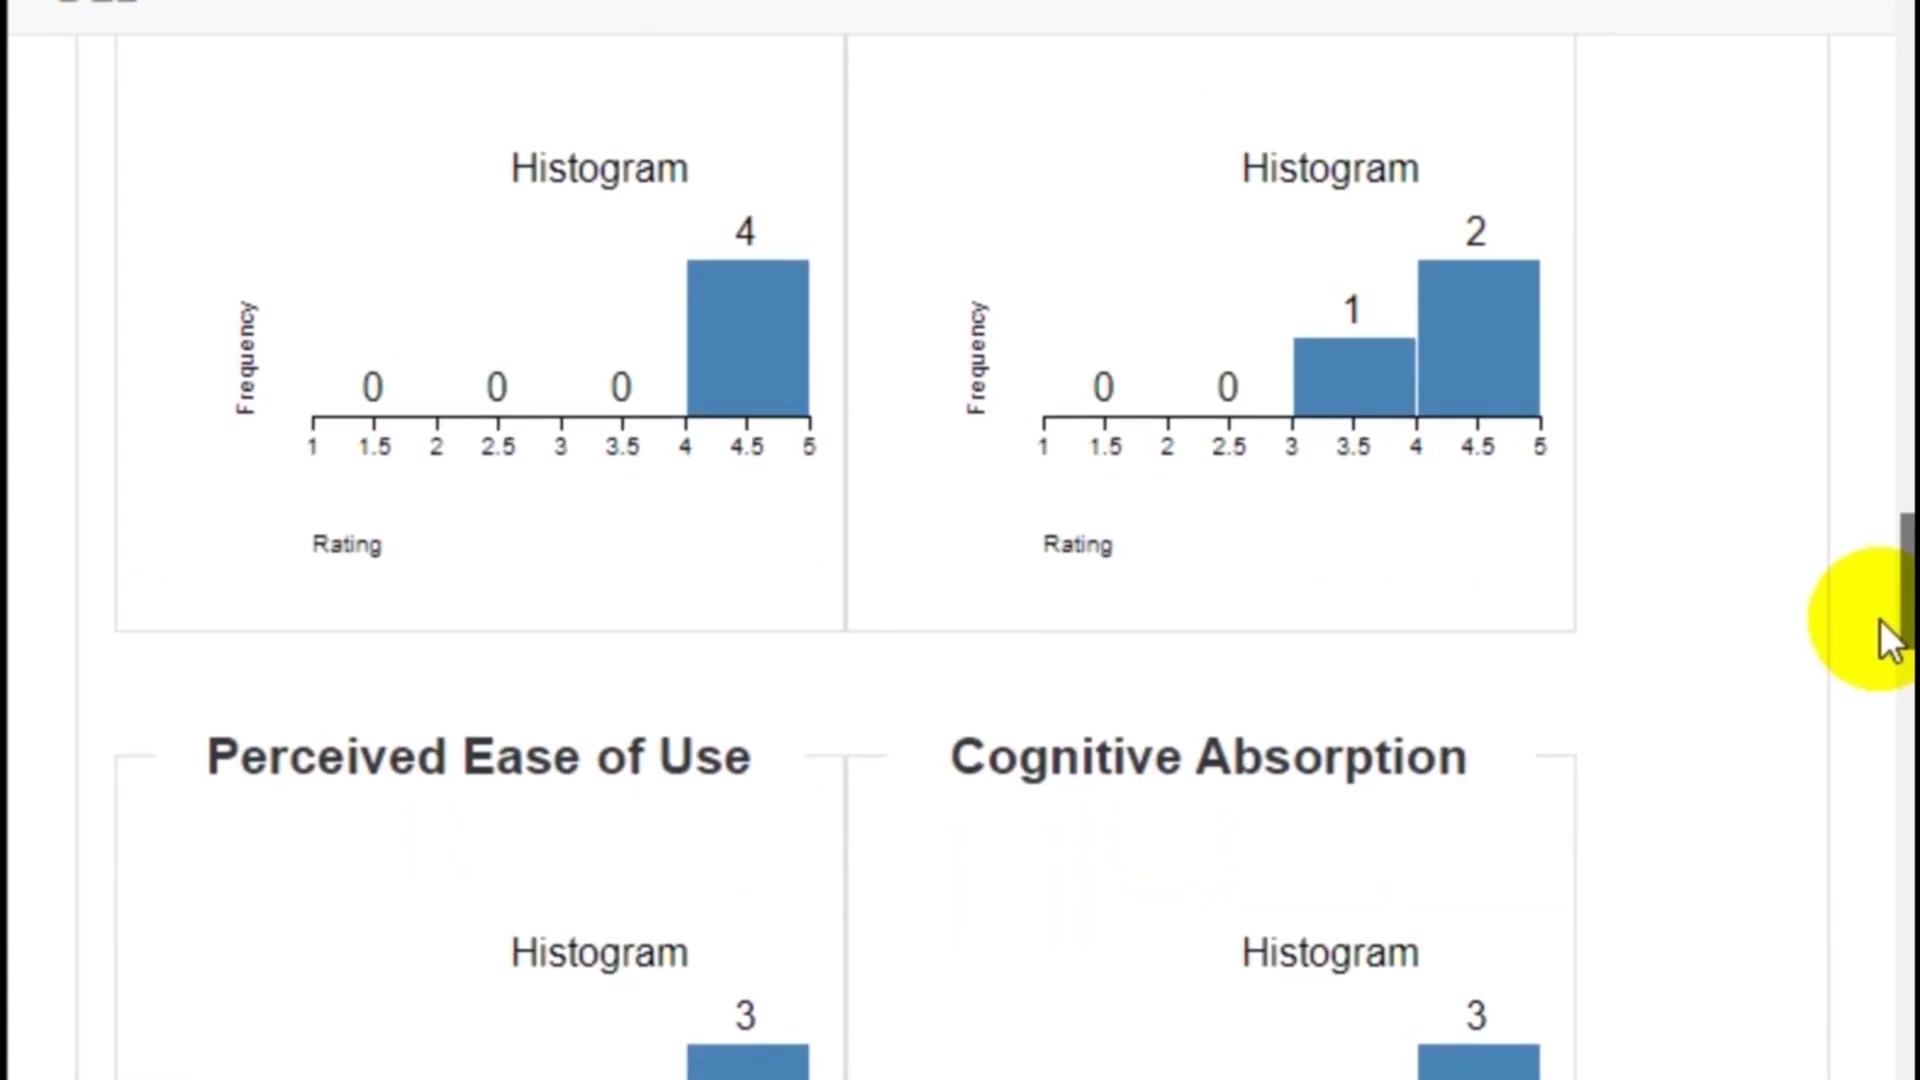 Histogram
4
0 0 0
Frequency
1 1.5 2 2.5 3 3.5 4 4.5 5
Rating
Histogram
2
1
0 0
Frequency
1 1.5 2 2.5 3 3.5 4 4.5 5
Rating
Perceived Ease of Use
Histogram
3
Cognitive Absorption
Histogram
3